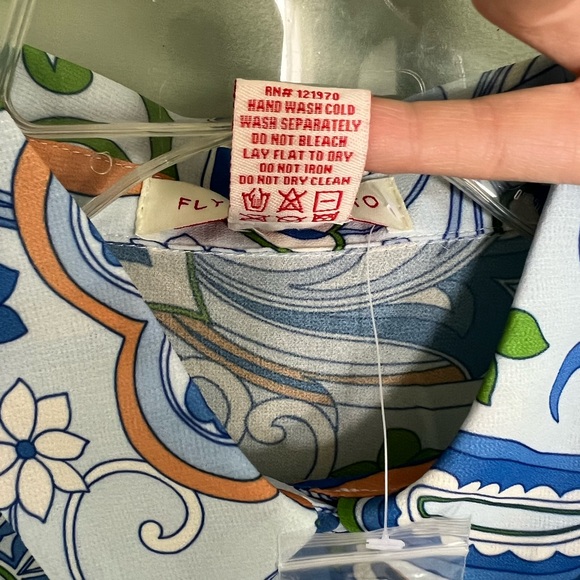 RN# 121970
HAND WASH COLD
WASH SEPARATELY
DO NOT BLEACH
LAY FLAT TO DRY
DO NOT IRON
DO NOT DRY CLEAN
FLY